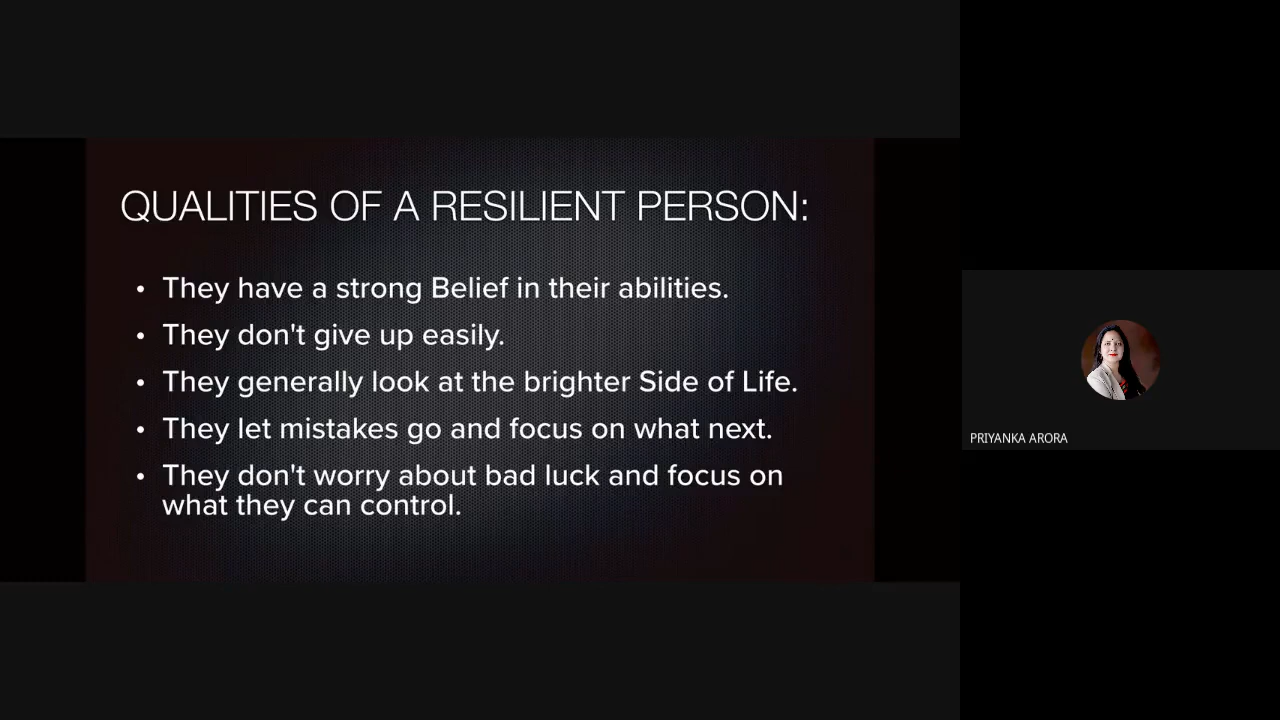 QUALITIES OF A RESILIENT PERSON:
• They have a strong Belief in their abilities.
• They don't give up easily.
• They generally look at the brighter Side of Life.
• They let mistakes go and focus on what next.
• They don't worry about bad luck and focus on
what they can control.
PRIYANKA ARORA